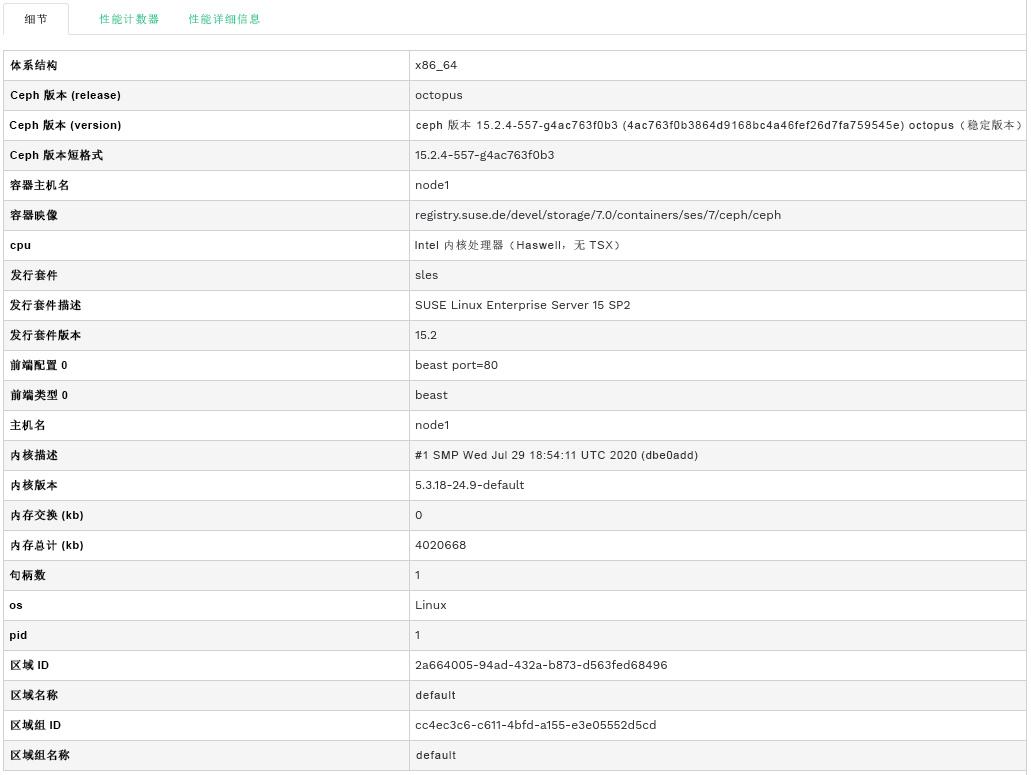 细节 性能计数器 性能详细信息
体系结构 x86_64
Ceph 版本 (release) octopus
Ceph 版本 (version) ceph 版本 15.2.4-557-g4ac763f0b3 (4ac763f0b3864d9168bc4a46fef26d7fa759545e) octopus（稳定版本）
Ceph 版本短格式 15.2.4-557-g4ac763f0b3
容器主机名 node1
容器映像 registry.suse.de/devel/storage/7.0/containers/ses/7/ceph/ceph
cpu Intel 内核处理器（Haswell，无 TSX）
发行套件 sles
发行套件描述 SUSE Linux Enterprise Server 15 SP2
发行套件版本 15.2
前端配置 0 beast port=80
前端类型 0 beast
主机名 node1
内核描述 #1 SMP Wed Jul 29 18:54:11 UTC 2020 (dbe0add)
内核版本 5.3.18-24.9-default
内存交换 (kb) 0
内存总计 (kb) 4020668
句柄数 1
os Linux
pid 1
区域 ID 2a664005-94ad-432a-b873-d563fed68496
区域名称 default
区域组 ID cc4ec3c6-c611-4bfd-a155-e3e05552d5cd
区域组名称 default